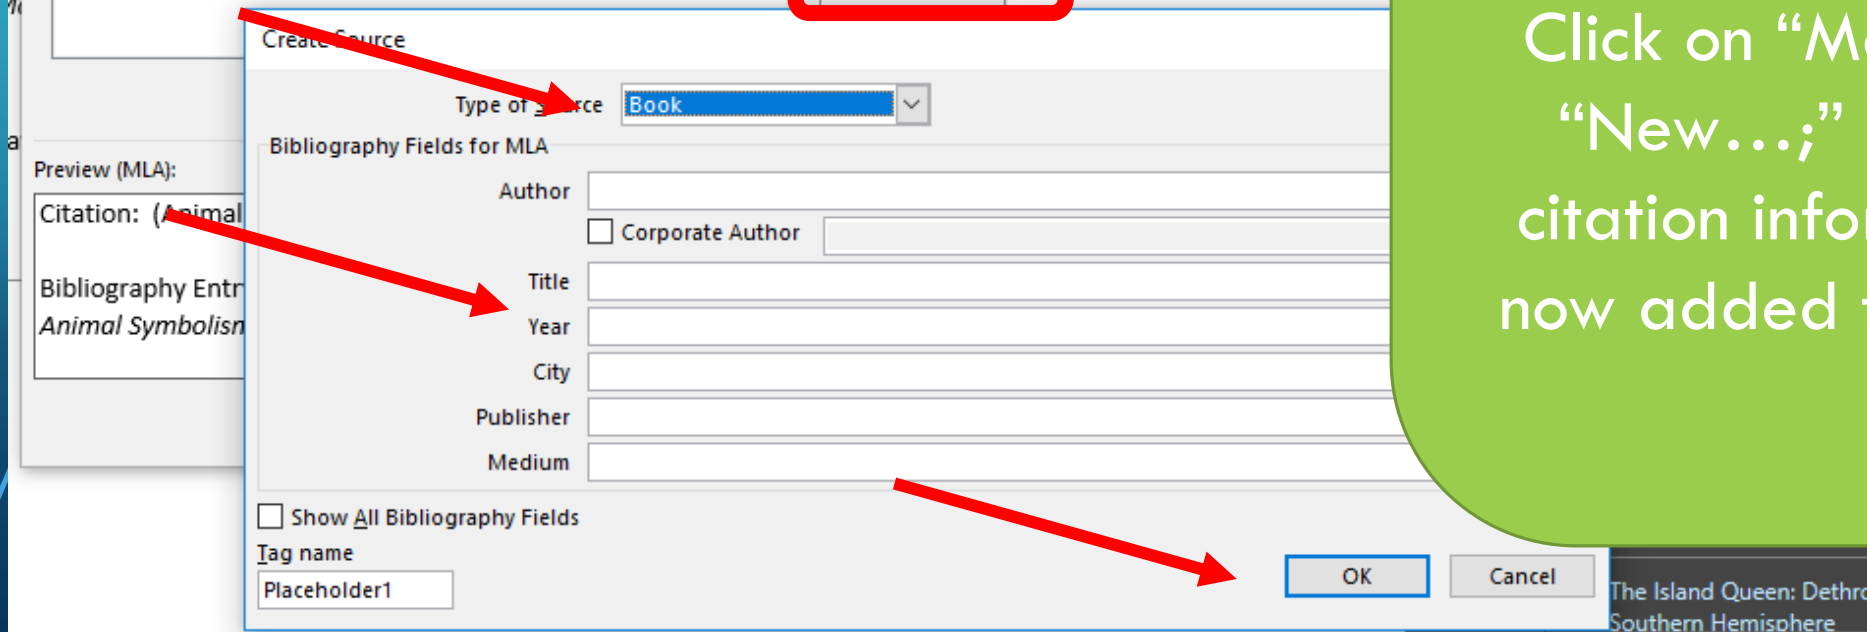 Create Source
Type of Source Book
Bibliography Fields for MLA
Author
Corporate Author
Title
Year
City
Publisher
Medium
Show All Bibliography Fields
Tag name
Placeholder1
OK Cancel
Preview (MLA):
Citation: (Animal
Bibliography Entr
Animal Symbolism
Click on “M
“New...;”
citation info
now added
The Island Queen: Dethro
Southern Hemisphere